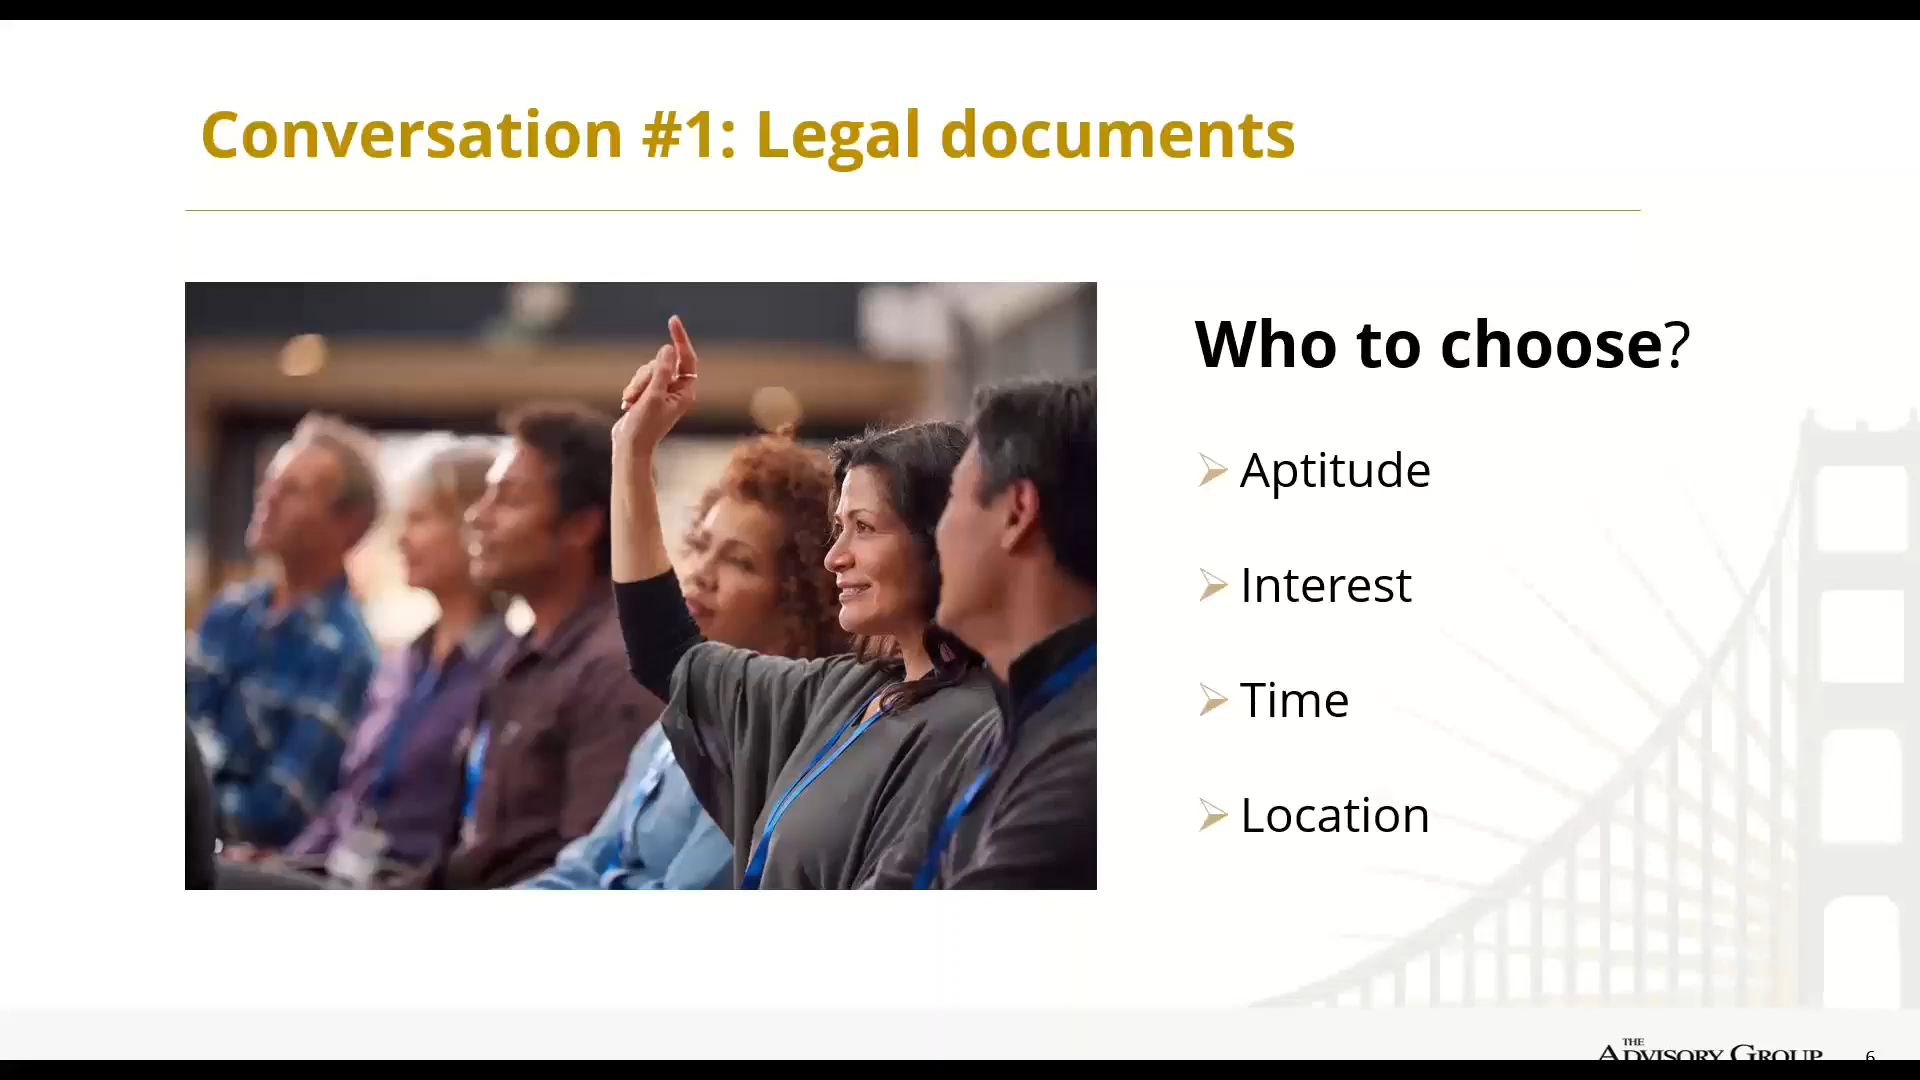 Conversation #1: Legal documents
Who to choose?
Aptitude
Interest
Time
Location
THE
ADVISORY GROUP
6